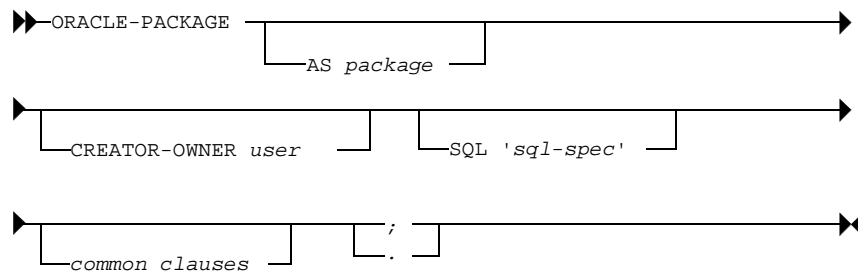 ORACLE-PACKAGE
AS package
CREATOR-OWNER user
SQL 'sql-spec'
;
common clauses
.